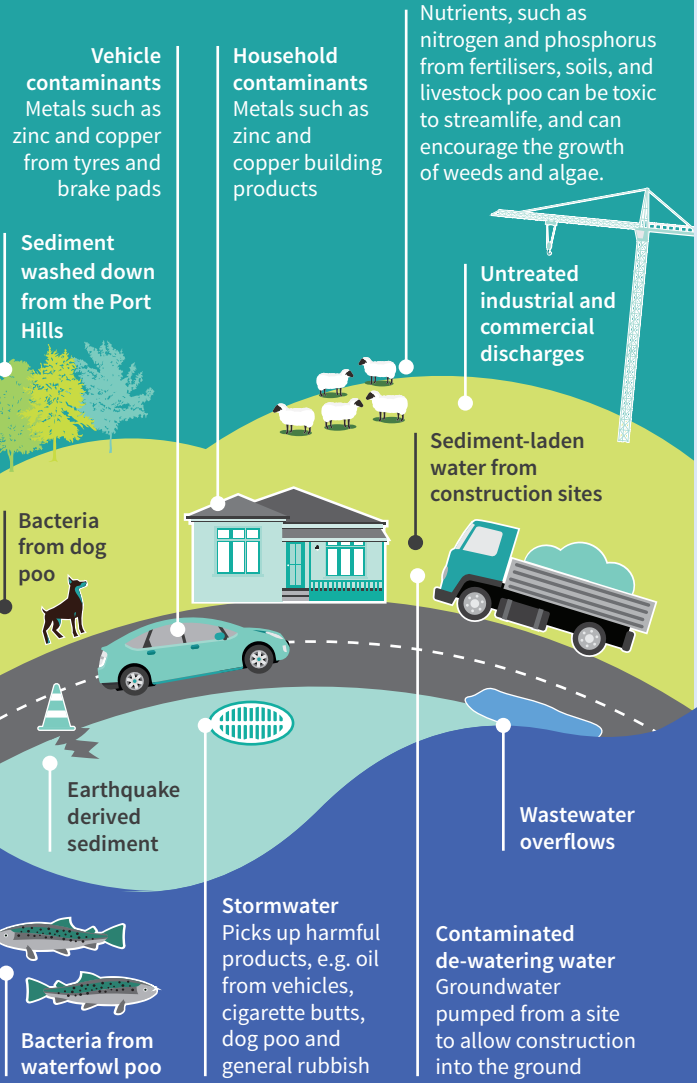 Vehicle
contaminants
Metals such as
zinc and copper
from tyres and
brake pads
Household
contaminants
Metals such as
zinc and
copper building
products
Nutrients, such as
nitrogen and phosphorus
from fertilisers, soils, and
livestock poo can be toxic
to streamlife, and can
encourage the growth
of weeds and algae.
Sediment
washed down
from the Port
Hills
Untreated
industrial and
commercial
discharges
Sediment-laden
water from
construction sites
Bacteria
from dog
poo
Earthquake
derived
sediment
Wastewater
overflows
Stormwater
Picks up harmful
products, e.g. oil
from vehicles,
cigarette butts,
dog poo and
general rubbish
Contaminated
de-watering water
Groundwater
pumped from a site
to allow construction
into the ground
Bacteria from
waterfowl poo